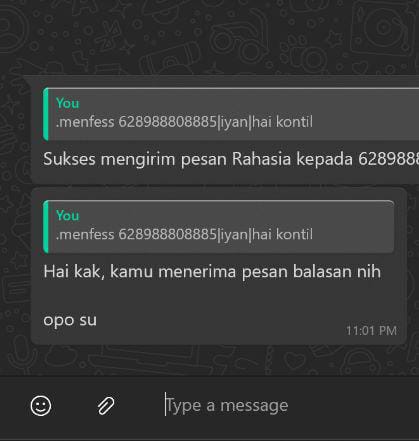 You
.menfess 628988808885|iyan|hai kontil
Sukses mengirim pesan Rahasia kepada 628988
You
.menfess 628988808885|iyan|hai kontil
Hai kak, kamu menerima pesan balasan nih
opo su
11:01 PM
Type a message